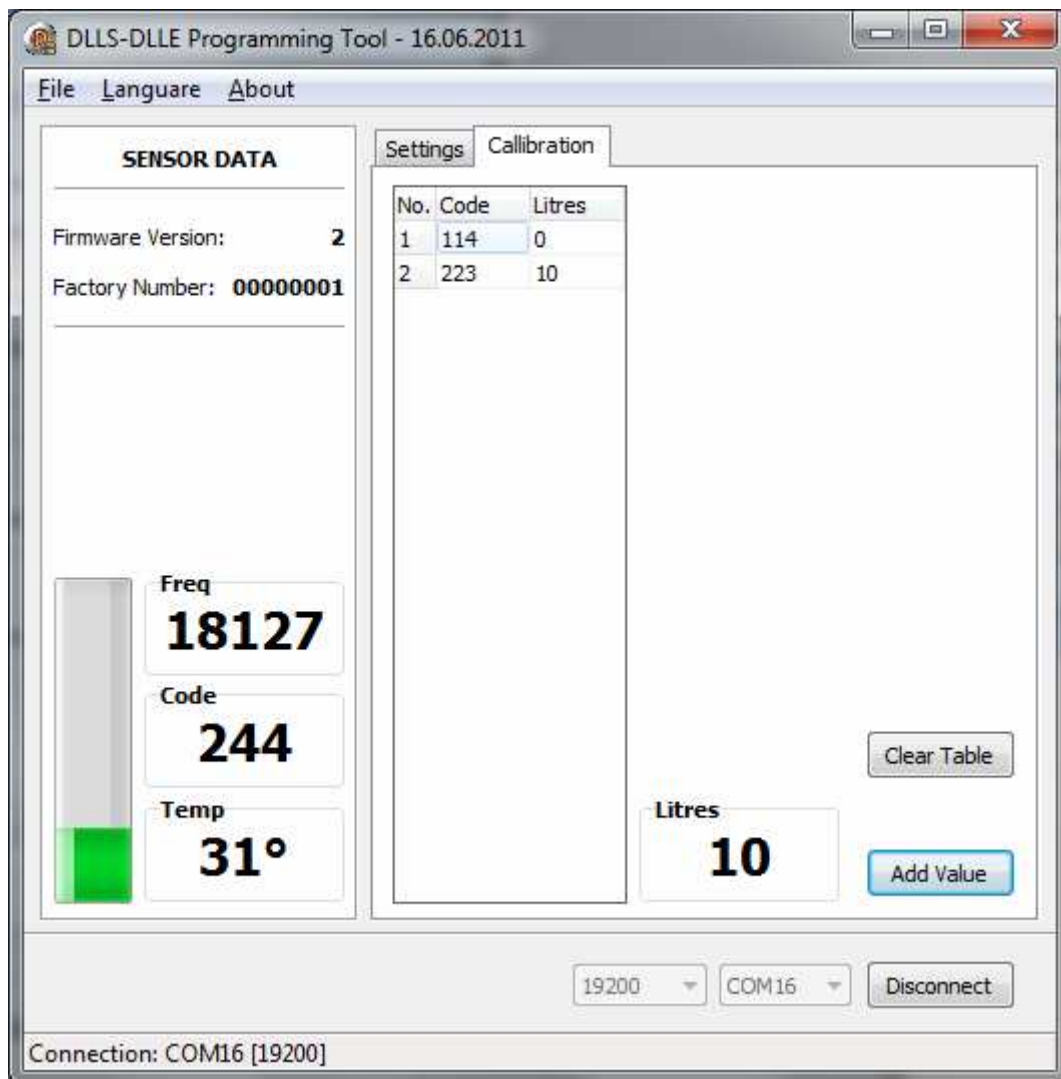 DLLS-DLLE Programming Tool - 16.06.2011
File Languare About
SENSOR DATA
Firmware Version: 2
Factory Number: 00000001
Freq
18127
Code
244
Temp
31°
Settings Callibration
No. Code Litres
1 114 0
2 223 10
Clear Table
Litres
10
Add Value
19200 COM16 Disconnect
Connection: COM16 [19200]